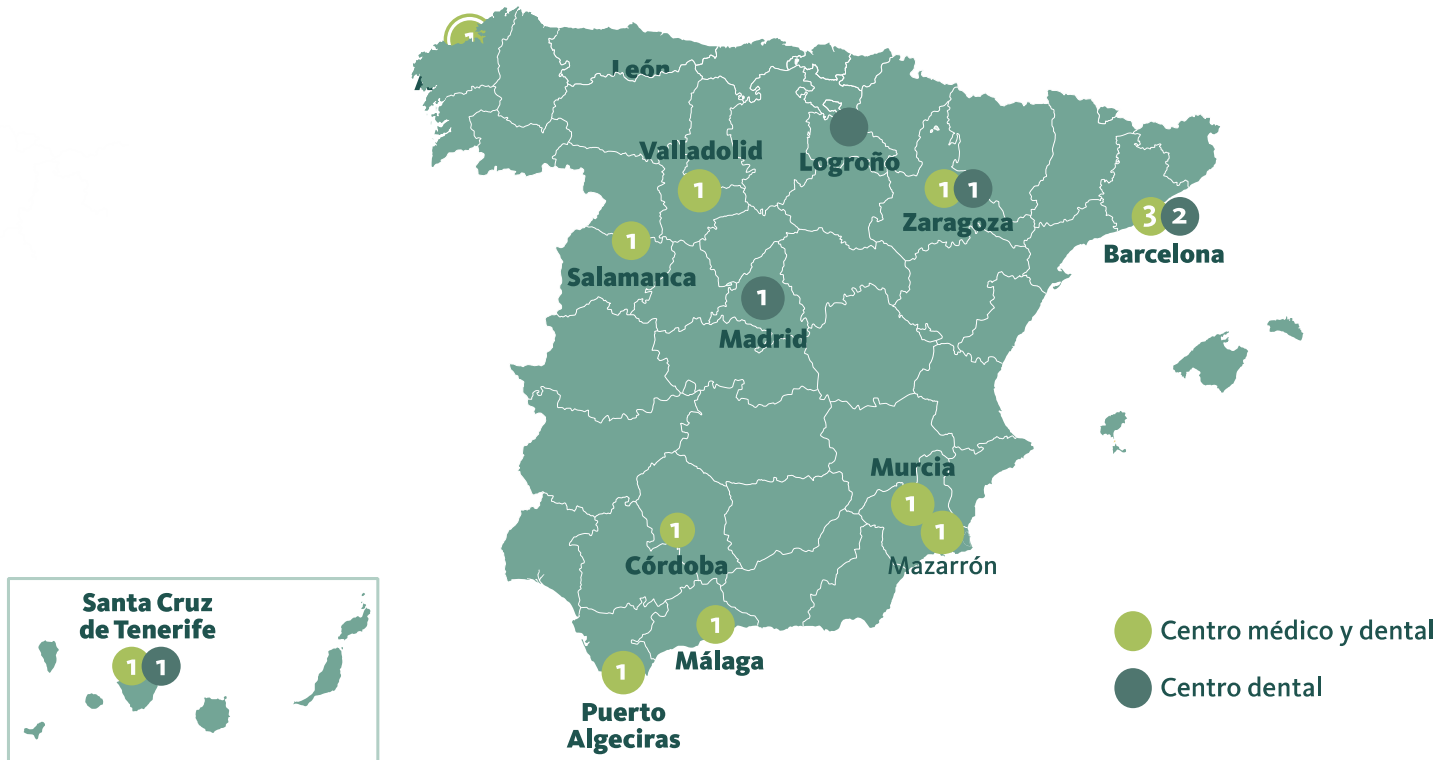 1
León
Valladolid
1
Logroño
1 1
Zaragoza
3 2
Barcelona
1
Salamanca
1
Madrid
Murcia
1
1
Mazarrón
1
Córdoba
Santa Cruz
de Tenerife
1 1
1
Málaga
1
Puerto
Algeciras
Centro médico y dental
Centro dental